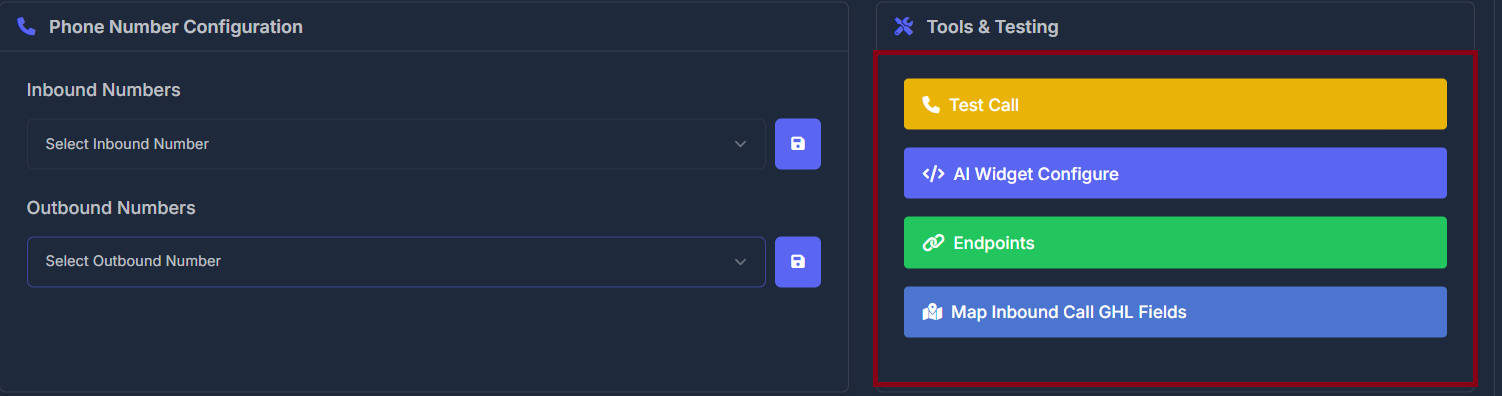 Phone Number Configuration
Inbound Numbers
Select Inbound Number
Outbound Numbers
Select Outbound Number
Tools & Testing
Test Call
AI Widget Configure
Endpoints
Map Inbound Call GHL Fields